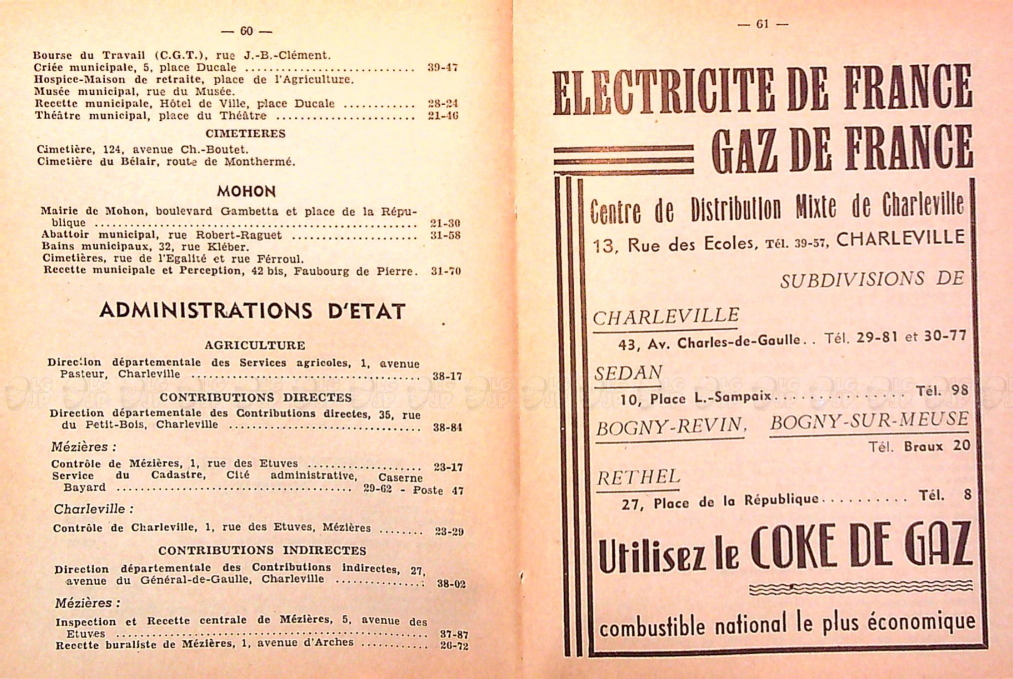 — 60 —
Bourse du Travail (C.G.T.), rue J.-B.-Clément.
Criée municipale, 5, place Ducale ........................... 39-47
Hospice-Maison de retraite, place de l'Agriculture.
Musée municipal, rue du Musée.
Recette municipale, Hôtel de Ville, place Ducale ............ 28-24
Théâtre municipal, place du Théâtre ........................ 21-46
CIMETIERES
Cimetière, 124, avenue Ch.-Boutet.
Cimetière du Bélair, route de Monthermé.
MOHON
Mairie de Mohon, boulevard Gambetta et place de la Répu-
blique ...................................................... 21-30
Abattoir municipal, rue Robert-Raguet ...................... 31-58
Bains municipaux, 32, rue Kléber.
Cimetières, rue de l'Egalité et rue Férroul.
Recette municipale et Perception, 42 bis, Faubourg de Pierre. 31-70
ADMINISTRATIONS D'ETAT
AGRICULTURE
Direction départementale des Services agricoles, 1, avenue
Pasteur, Charleville ....................................... 38-17
CONTRIBUTIONS DIRECTES
Direction départementale des Contributions directes, 35, rue
du Petit-Bois, Charleville ................................. 38-84
Mézières :
Contrôle de Mézières, 1, rue des Etuves .................... 23-17
Service du Cadastre, Cité administrative, Caserne
Bayard ..................................... 29-62 - Poste 47
Charleville :
Contrôle de Charleville, 1, rue des Etuves, Mézières ........ 23-29
CONTRIBUTIONS INDIRECTES
Direction départementale des Contributions indirectes, 27,
avenue du Général-de-Gaulle, Charleville ............... 38-02
Mézières :
Inspection et Recette centrale de Mézières, 5, avenue des
Etuves ..................................................... 37-87
Recette buraliste de Mézières, 1, avenue d'Arches ........... 26-72
— 61 —
ELECTRICITE DE FRANCE
GAZ DE FRANCE
Centre de Distribution Mixte de Charleville
13, Rue des Ecoles, Tél. 39-57, CHARLEVILLE
SUBDIVISIONS DE
CHARLEVILLE
43, Av. Charles-de-Gaulle.. Tél. 29-81 et 30-77
SEDAN
10, Place L.-Sampaix.................. Tél. 98
BOGNY-REVIN, BOGNY-SUR-MEUSE
Tél. Braux 20
RETHEL
27, Place de la République.......... Tél. 8
Utilisez le COKE DE GAZ
combustible national le plus économique